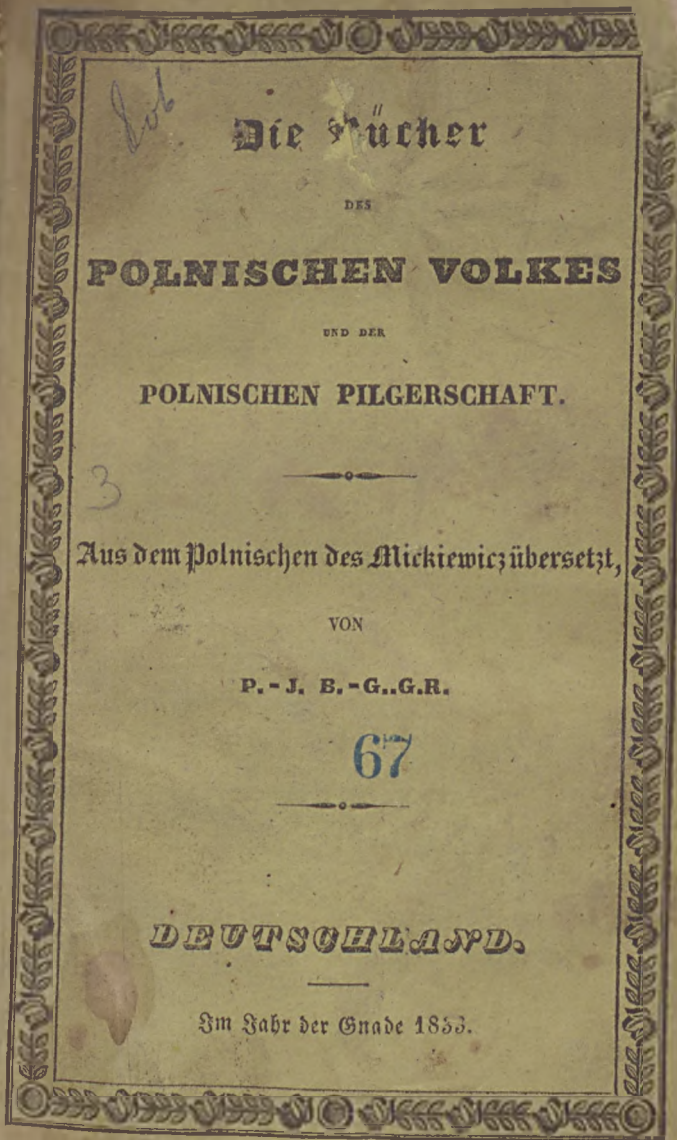 Die Bücher
DES
POLNISCHEN VOLKES
UND DER
POLNISCHEN PILGERSCHAFT.
3
Aus dem Polnischen des Mickiewicz übersetzt,
VON
P.-J. B.-G..G.R.
67
DEUTSCHLAND.
Im Jahr der Gnade 1833.